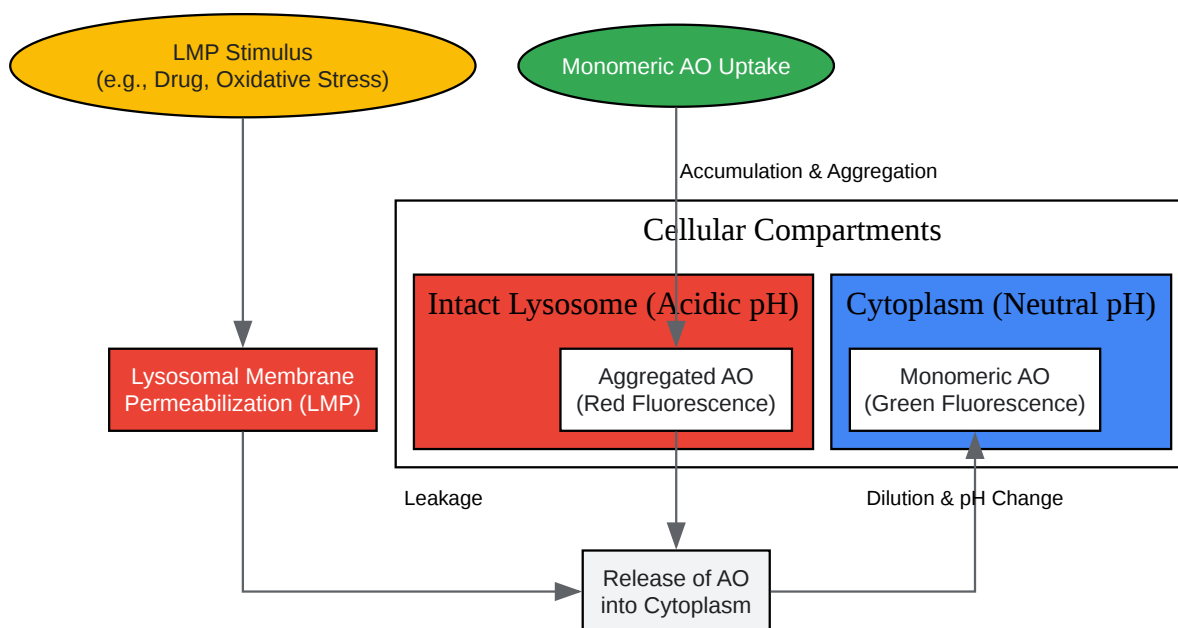 LMP Stimulus
(e.g., Drug, Oxidative Stress)
Monomeric AO Uptake
Accumulation & Aggregation
Cellular Compartments
Intact Lysosome (Acidic pH)
Cytoplasm (Neutral pH)
Lysosomal Membrane
Permeabilization (LMP)
Aggregated AO
(Red Fluorescence)
Monomeric AO
(Green Fluorescence)
Leakage
Dilution & pH Change
Release of AO
into Cytoplasm